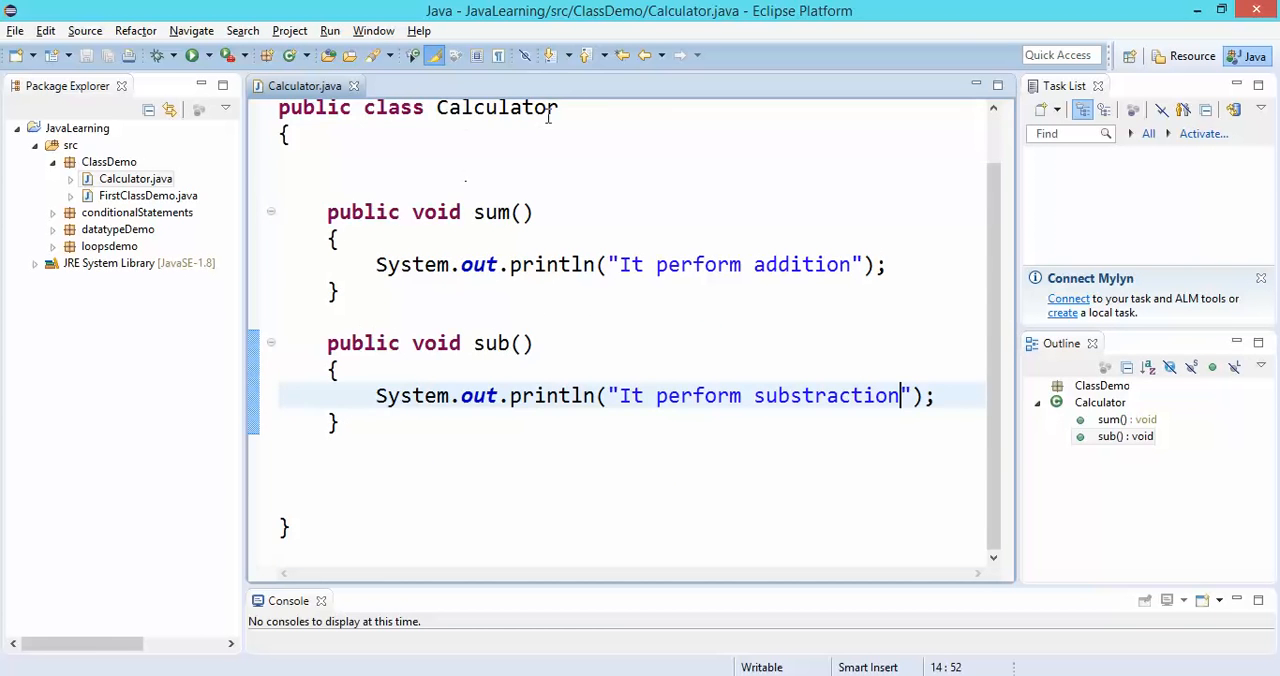 Java - JavaLearning/src/ClassDemo/Calculator.java - Eclipse Platform
File Edit Source Refactor Navigate Search Project Run Window Help
Quick Access
Resource
Java
Package Explorer
JavaLearning
src
ClassDemo
Calculator.java
FirstClassDemo.java
conditionalStatements
datatypeDemo
loopsdemo
JRE System Library [JavaSE-1.8]
Calculator.java
public class Calculator
{
public void sum()
{
System.out.println("It perform addition");
}
public void sub()
{
System.out.println("It perform substraction");
}
}
Task List
Find
All
Activate...
Connect Mylyn
Connect to your task and ALM tools or
create a local task.
Outline
ClassDemo
Calculator
sum() : void
sub() : void
Console
No consoles to display at this time.
Writable
Smart Insert
14 : 52